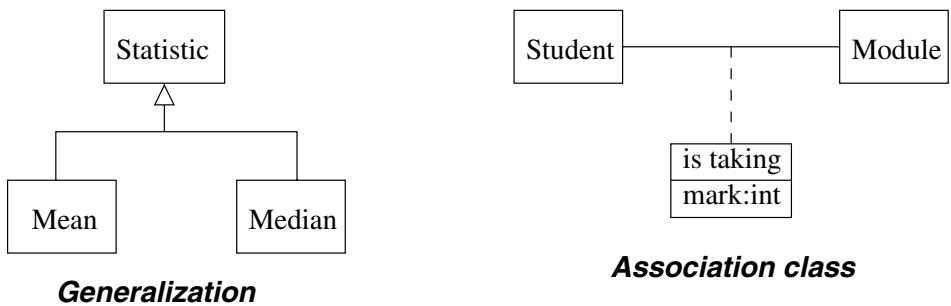 Statistic
Mean
Median
Generalization
Student
Module
is taking
mark:int
Association class